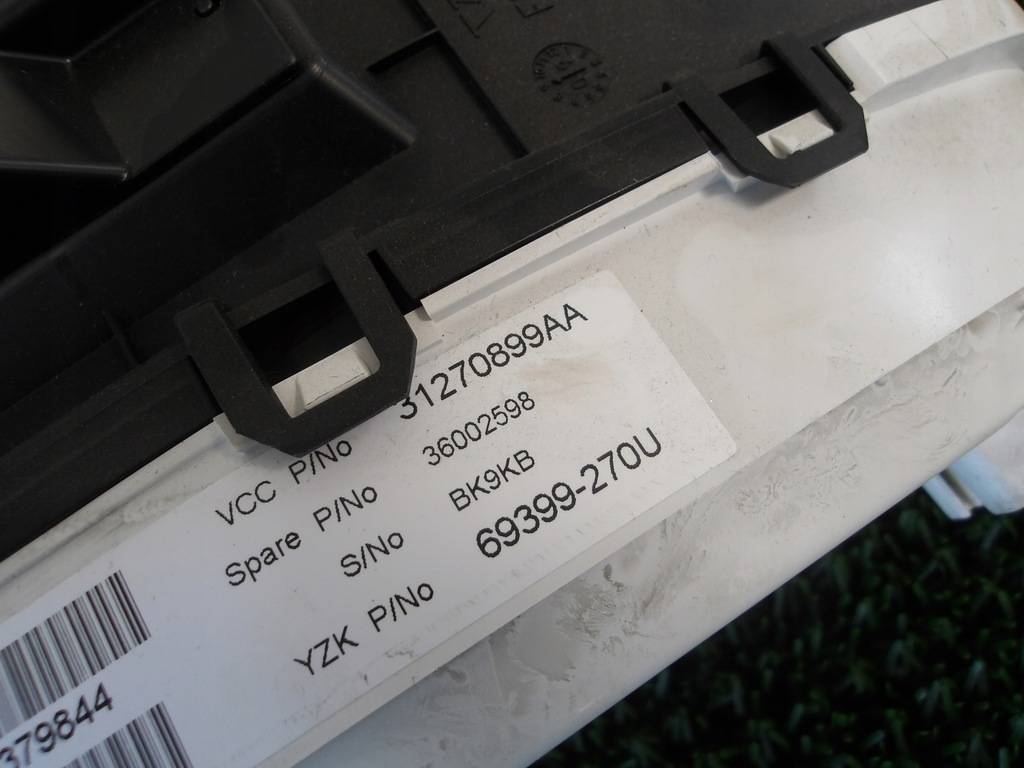 VCC P/No 31270899AA
Spare P/No 36002598
S/No BK9KB
YZK P/No 69399-270U
379844